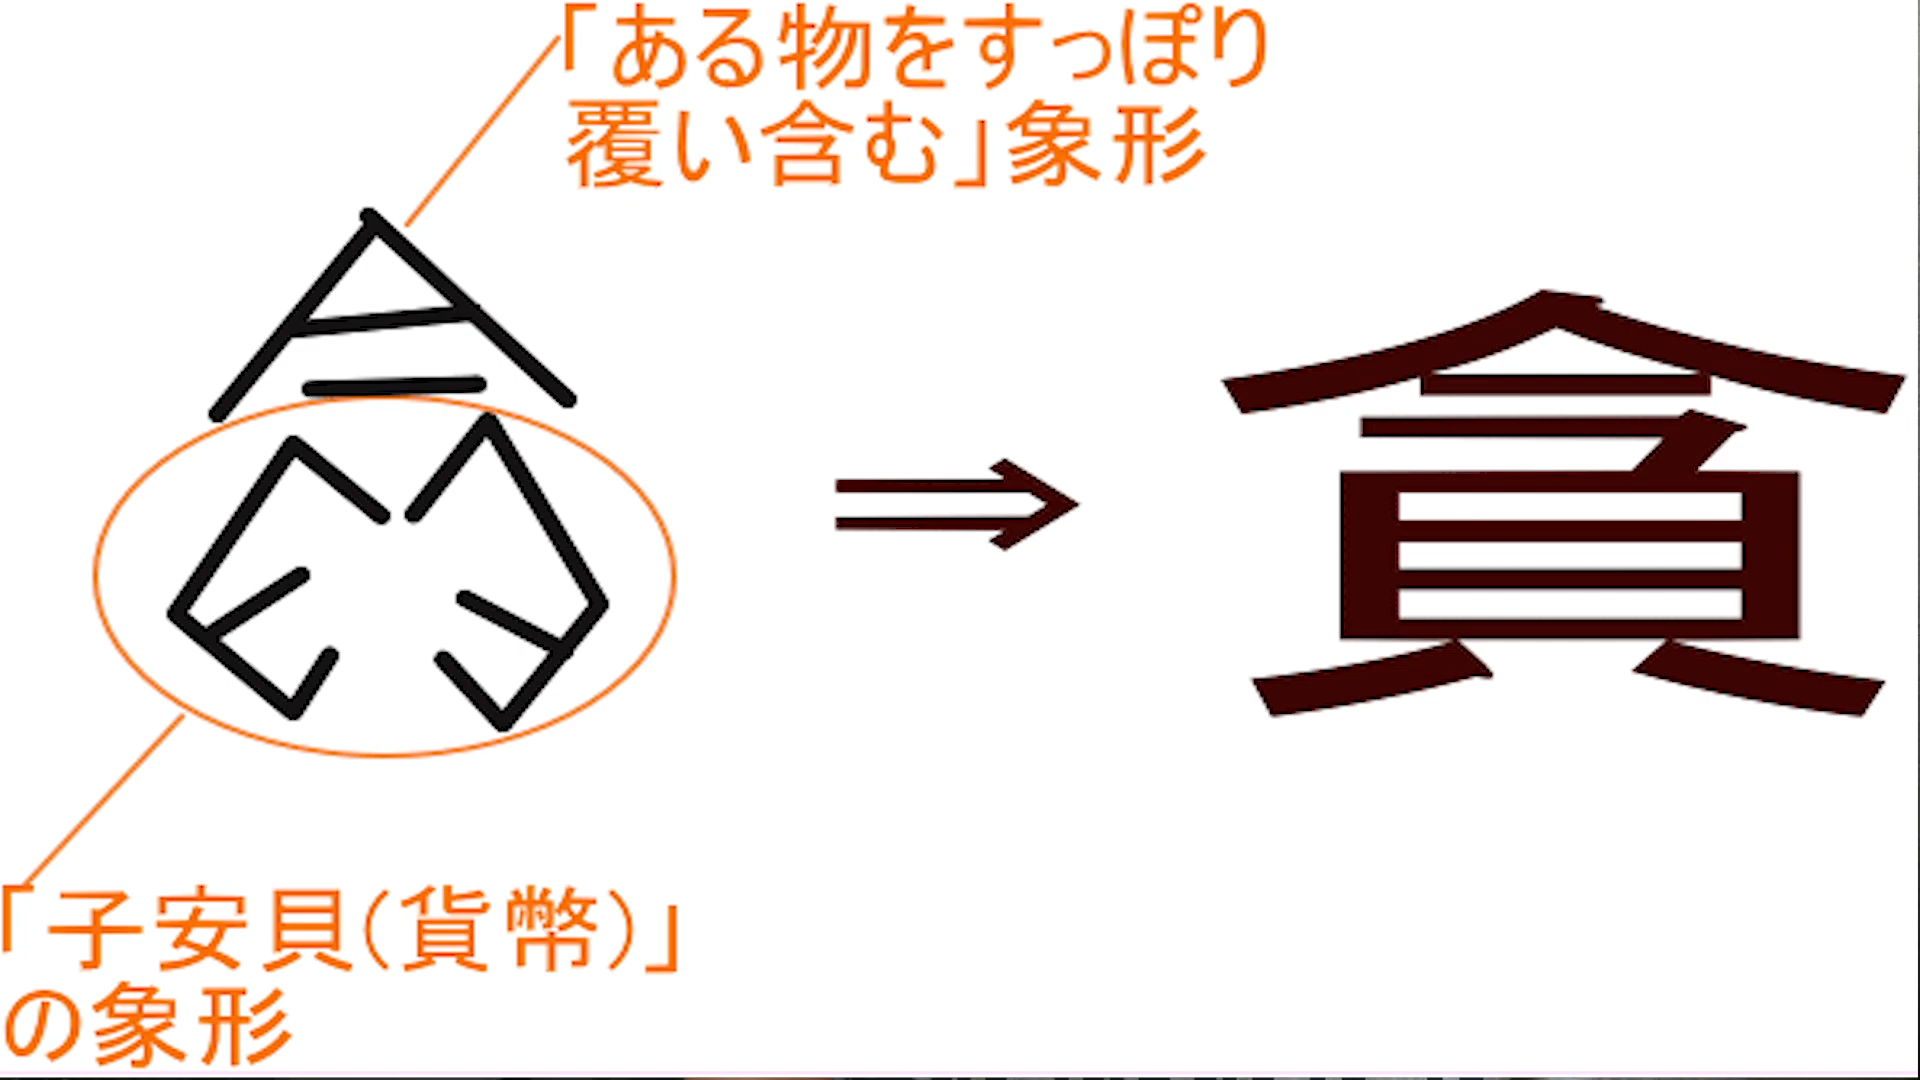 「ある物をすっぽり
覆い含む」象形
⇒
貪
「子安貝(貨幣)」
の象形